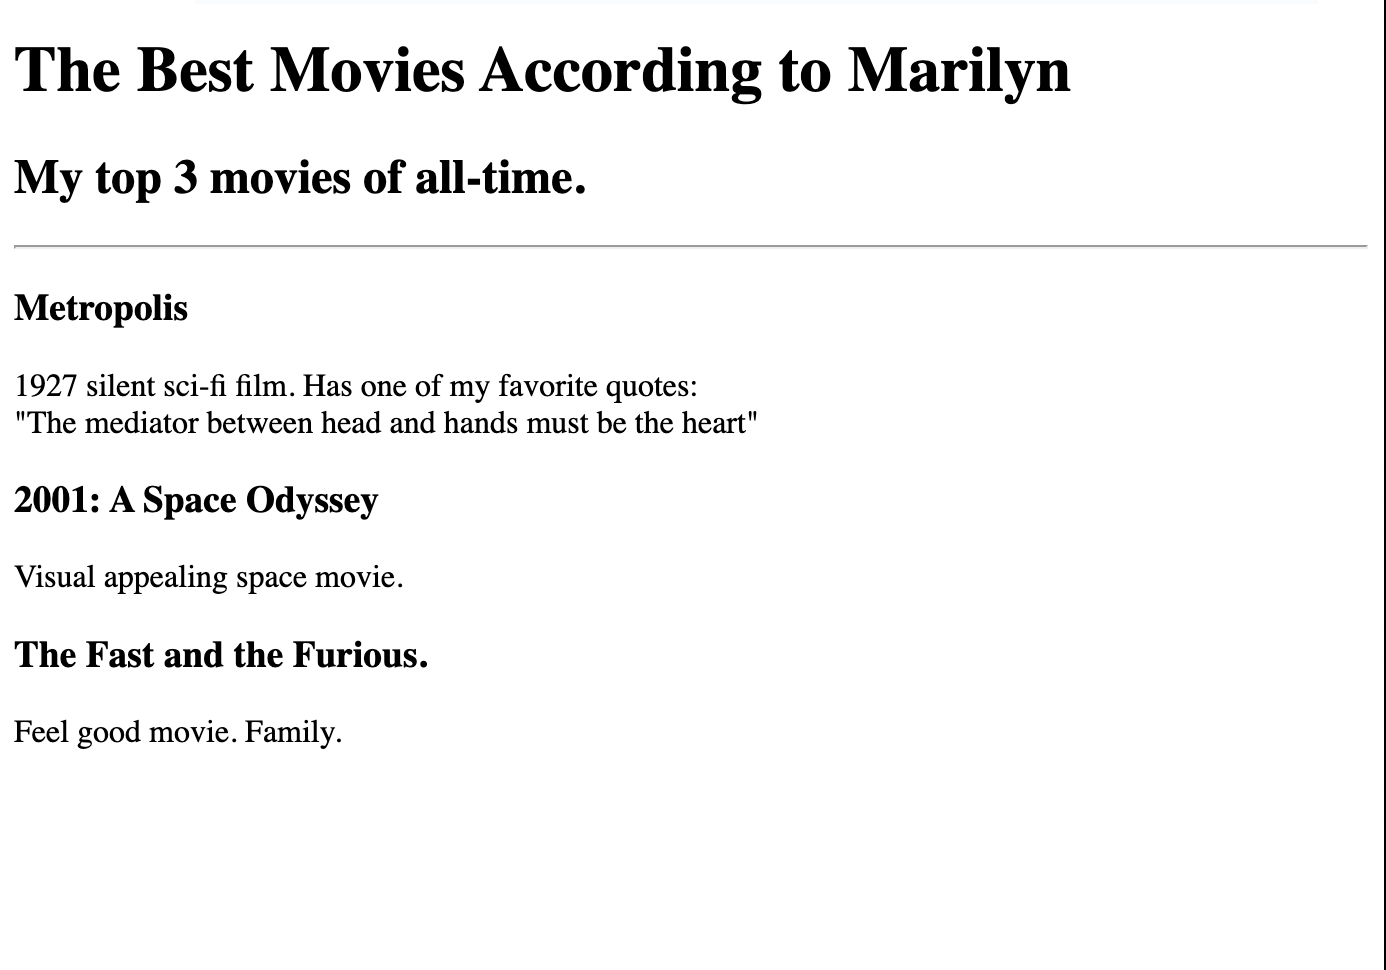 The Best Movies According to Marilyn
My top 3 movies of all-time.
Metropolis
1927 silent sci-fi film. Has one of my favorite quotes:
"The mediator between head and hands must be the heart"
2001: A Space Odyssey
Visual appealing space movie.
The Fast and the Furious.
Feel good movie. Family.